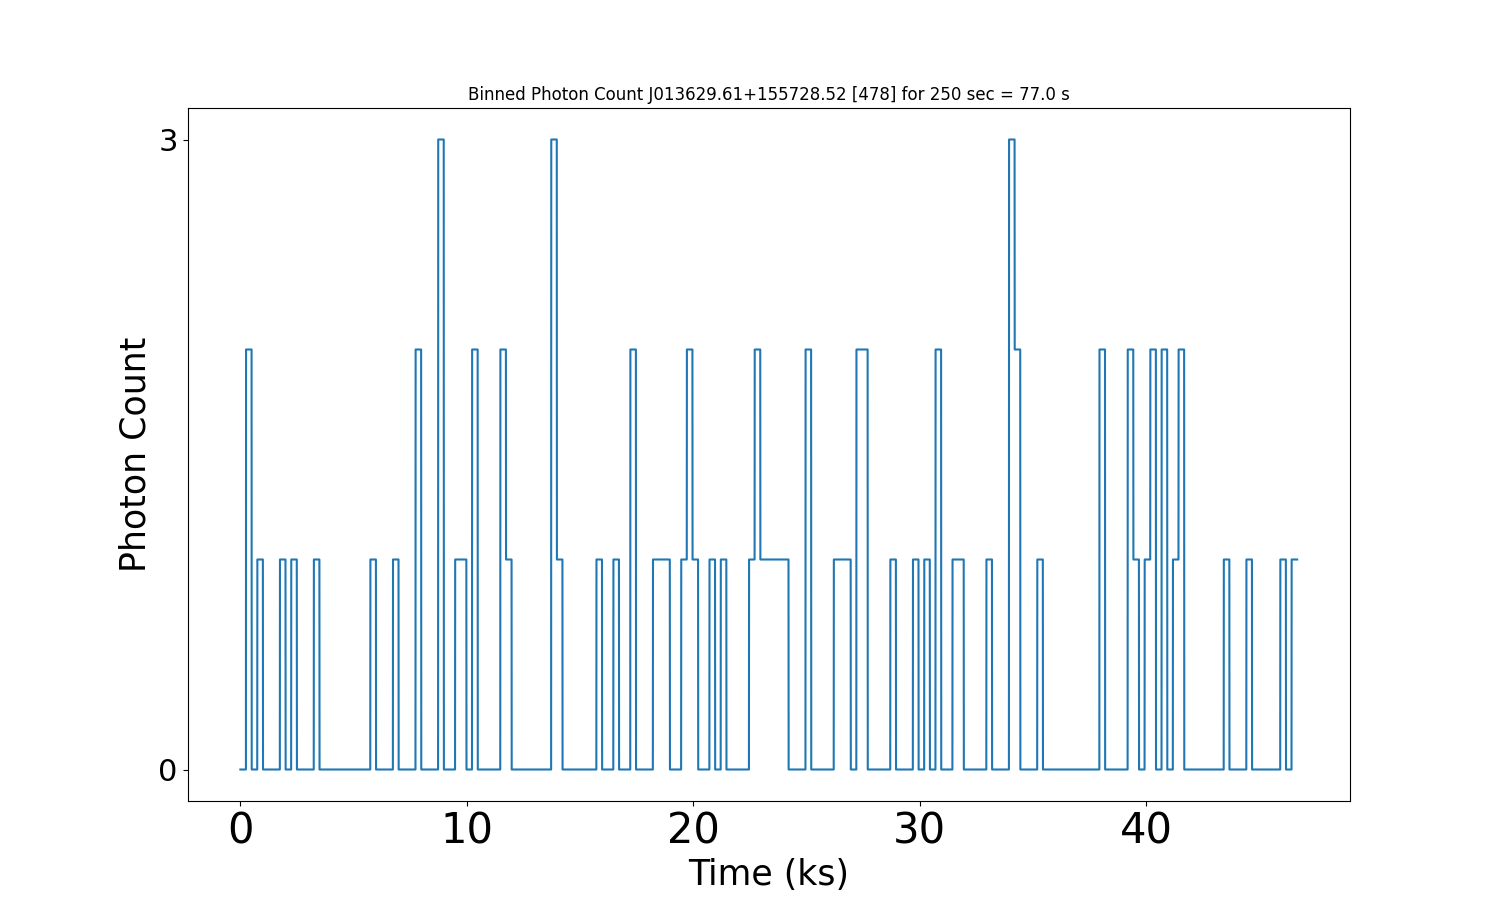 Binned Photon Count J013629.61+155728.52 [478] for 250 sec = 77.0 s
3
Photon Count
0
0 10 20 30 40
Time (ks)